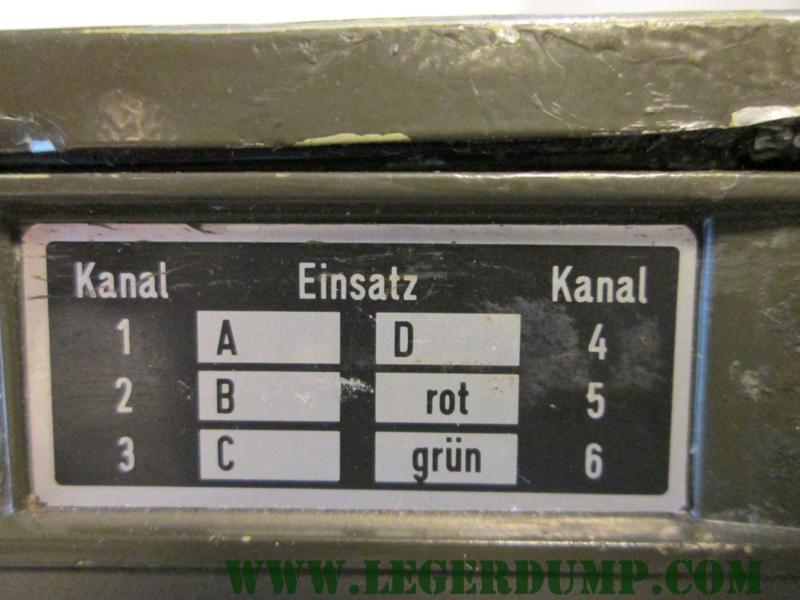 Kanal Einsatz Kanal
1 A D 4
2 B rot 5
3 C grün 6
WWW.LEGERDUMP.COM